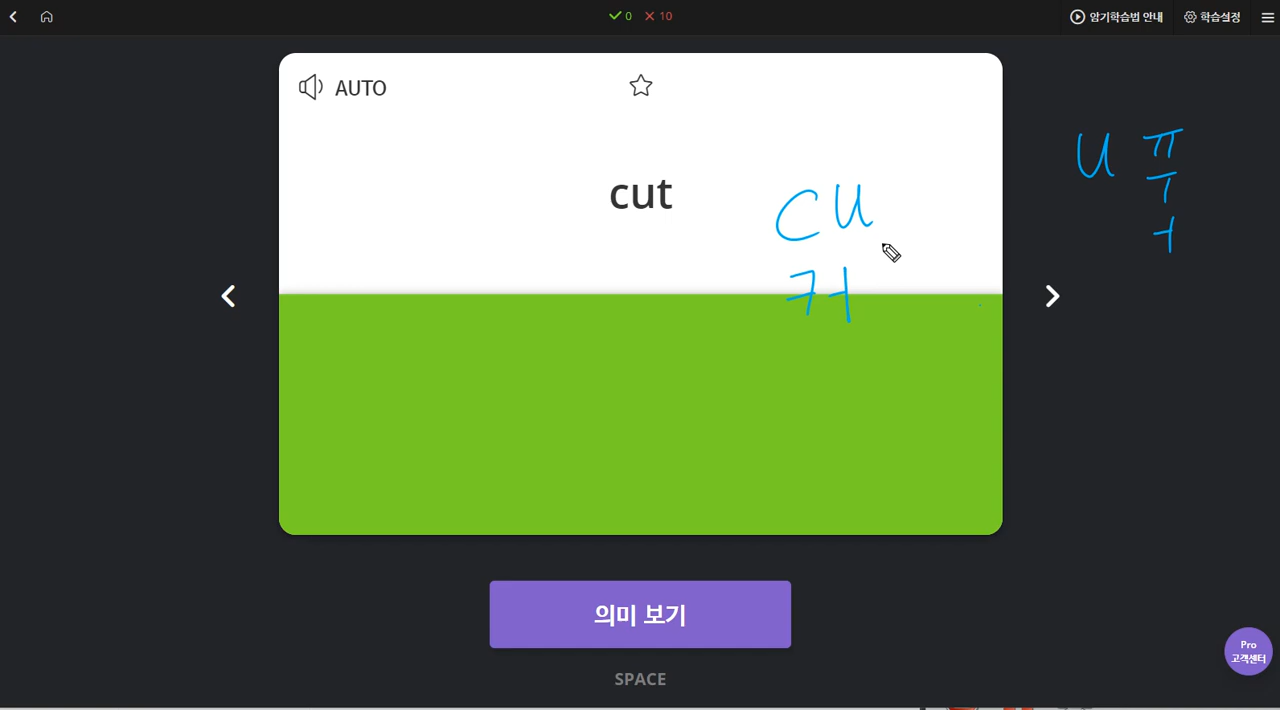 0 10 암기학습법 안내 학습설정
AUTO
cut
cu
커
u ㅠ
ㅜ
ㅓ
의미 보기
SPACE
Pro
고객센터